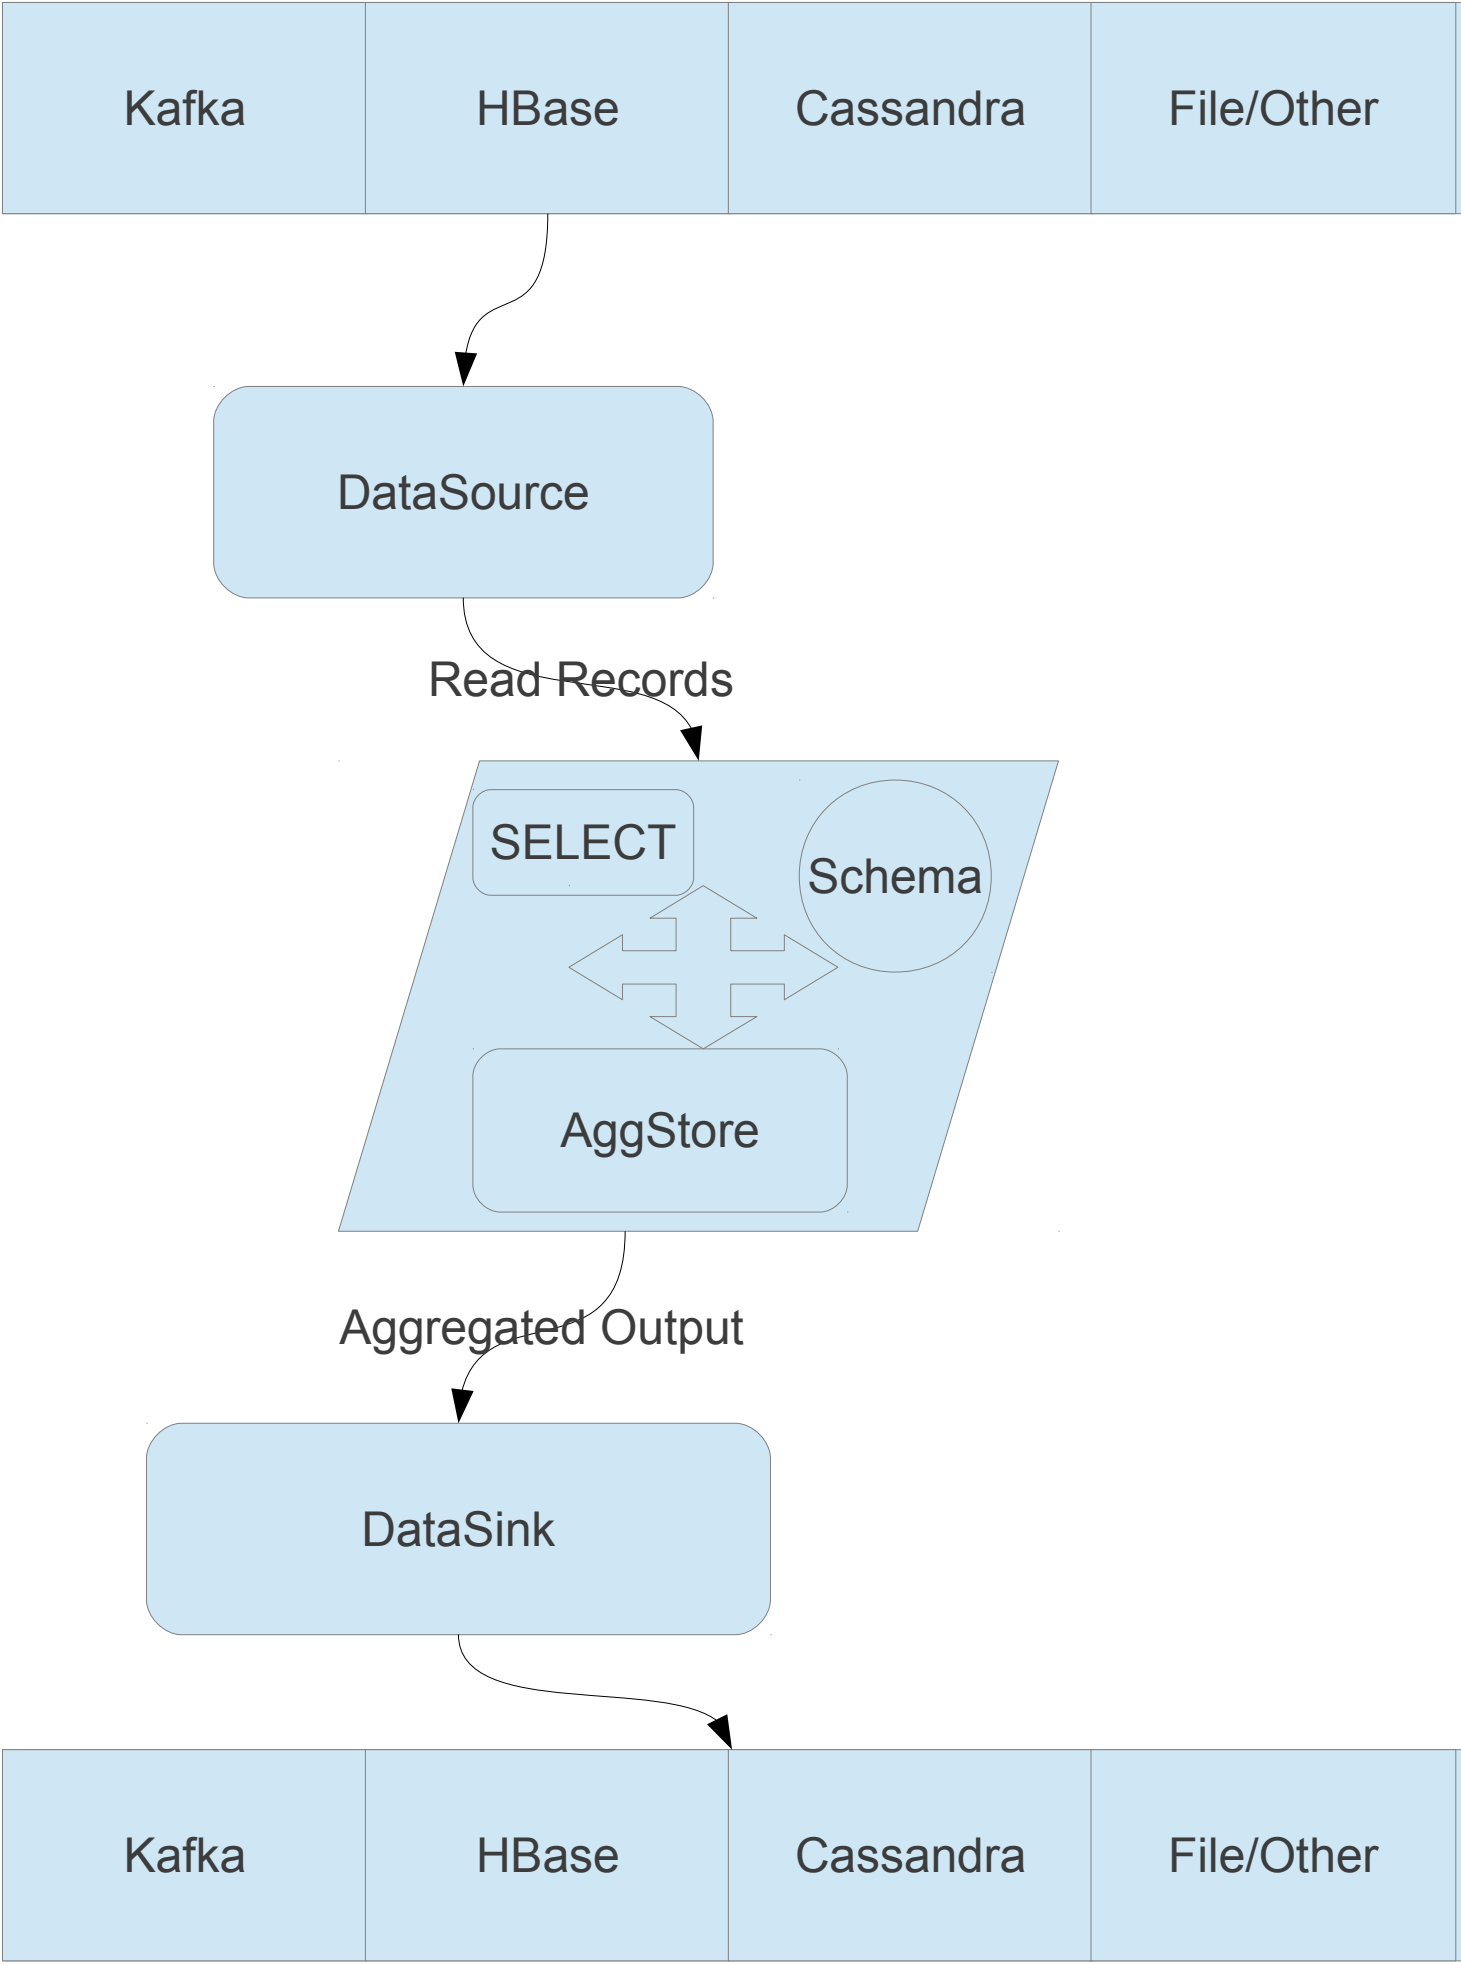 Kafka
HBase
Cassandra
File/Other
DataSource
Read Records
SELECT
Schema
AggStore
Aggregated Output
DataSink
Kafka
HBase
Cassandra
File/Other